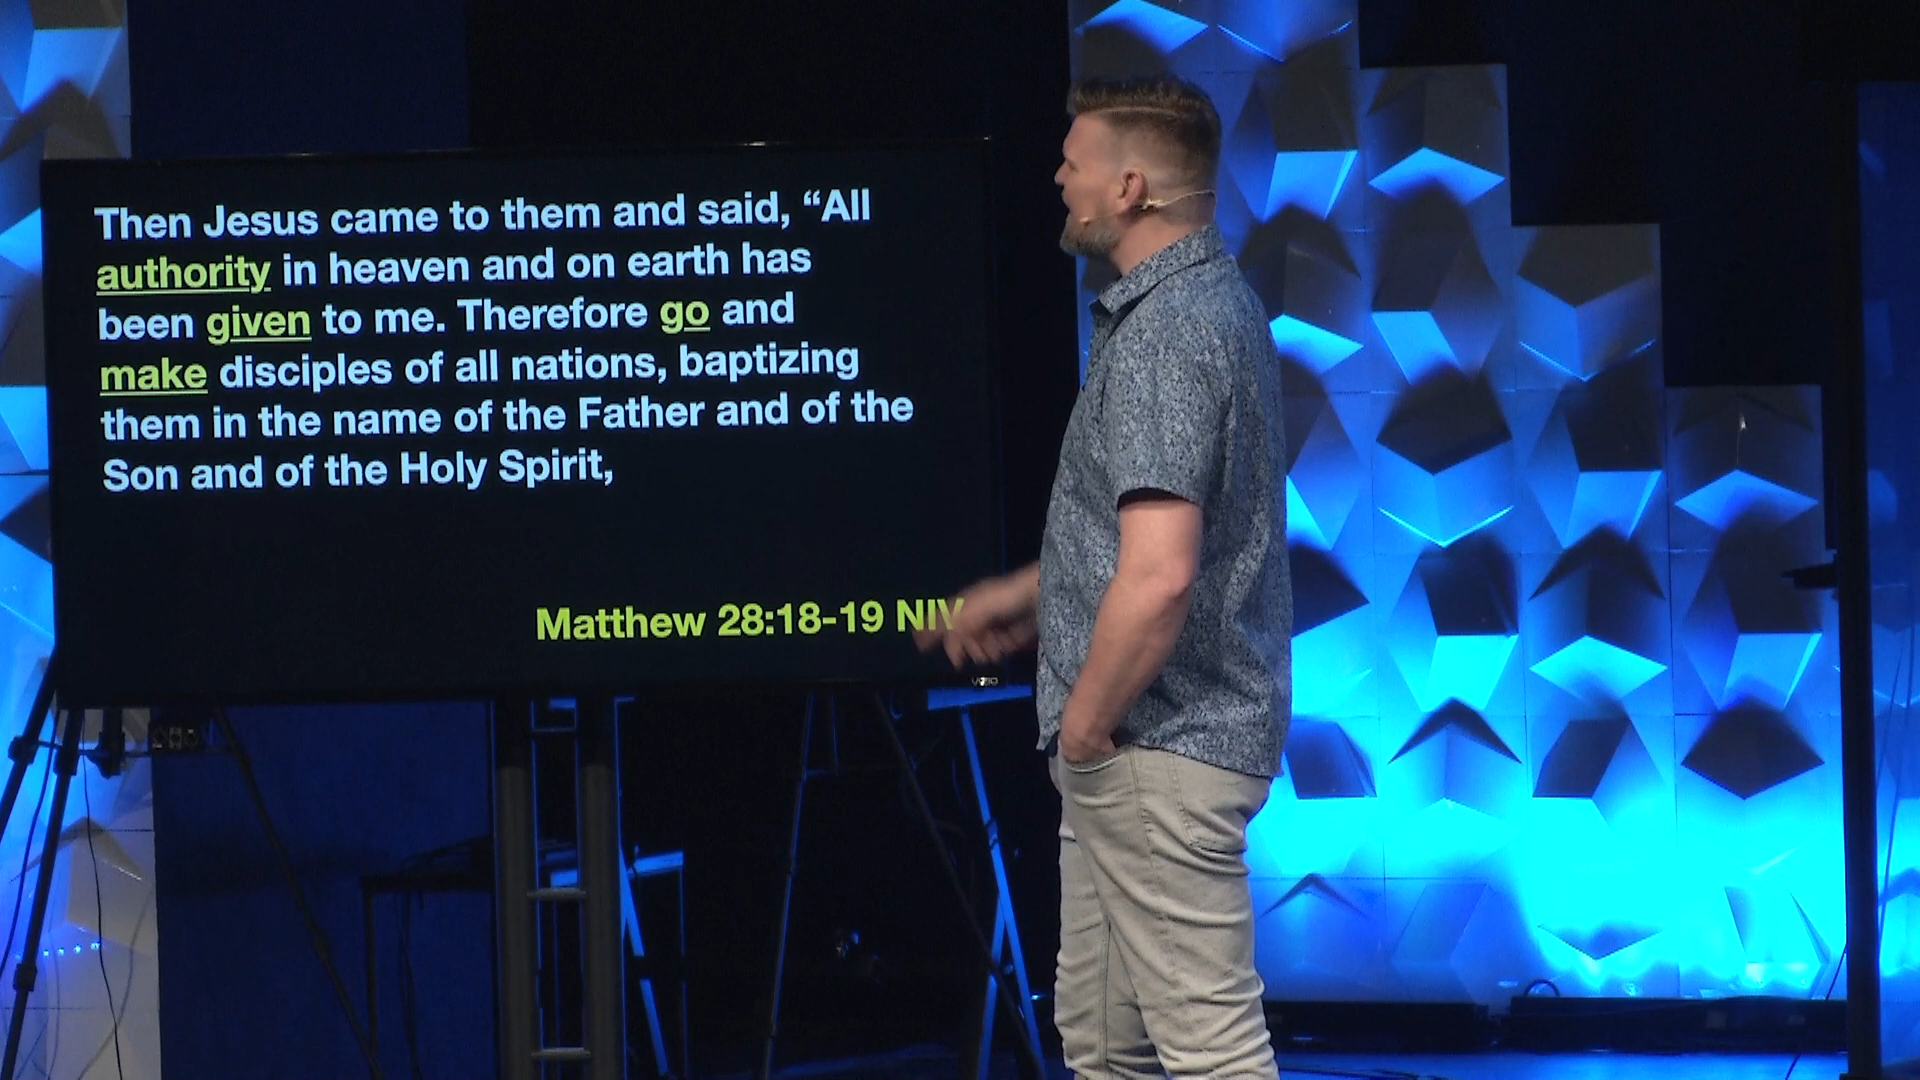 Then Jesus came to them and said, “All
authority in heaven and on earth has
been given to me. Therefore go and
make disciples of all nations, baptizing
them in the name of the Father and of the
Son and of the Holy Spirit,
Matthew 28:18-19 NIV
VIZIO